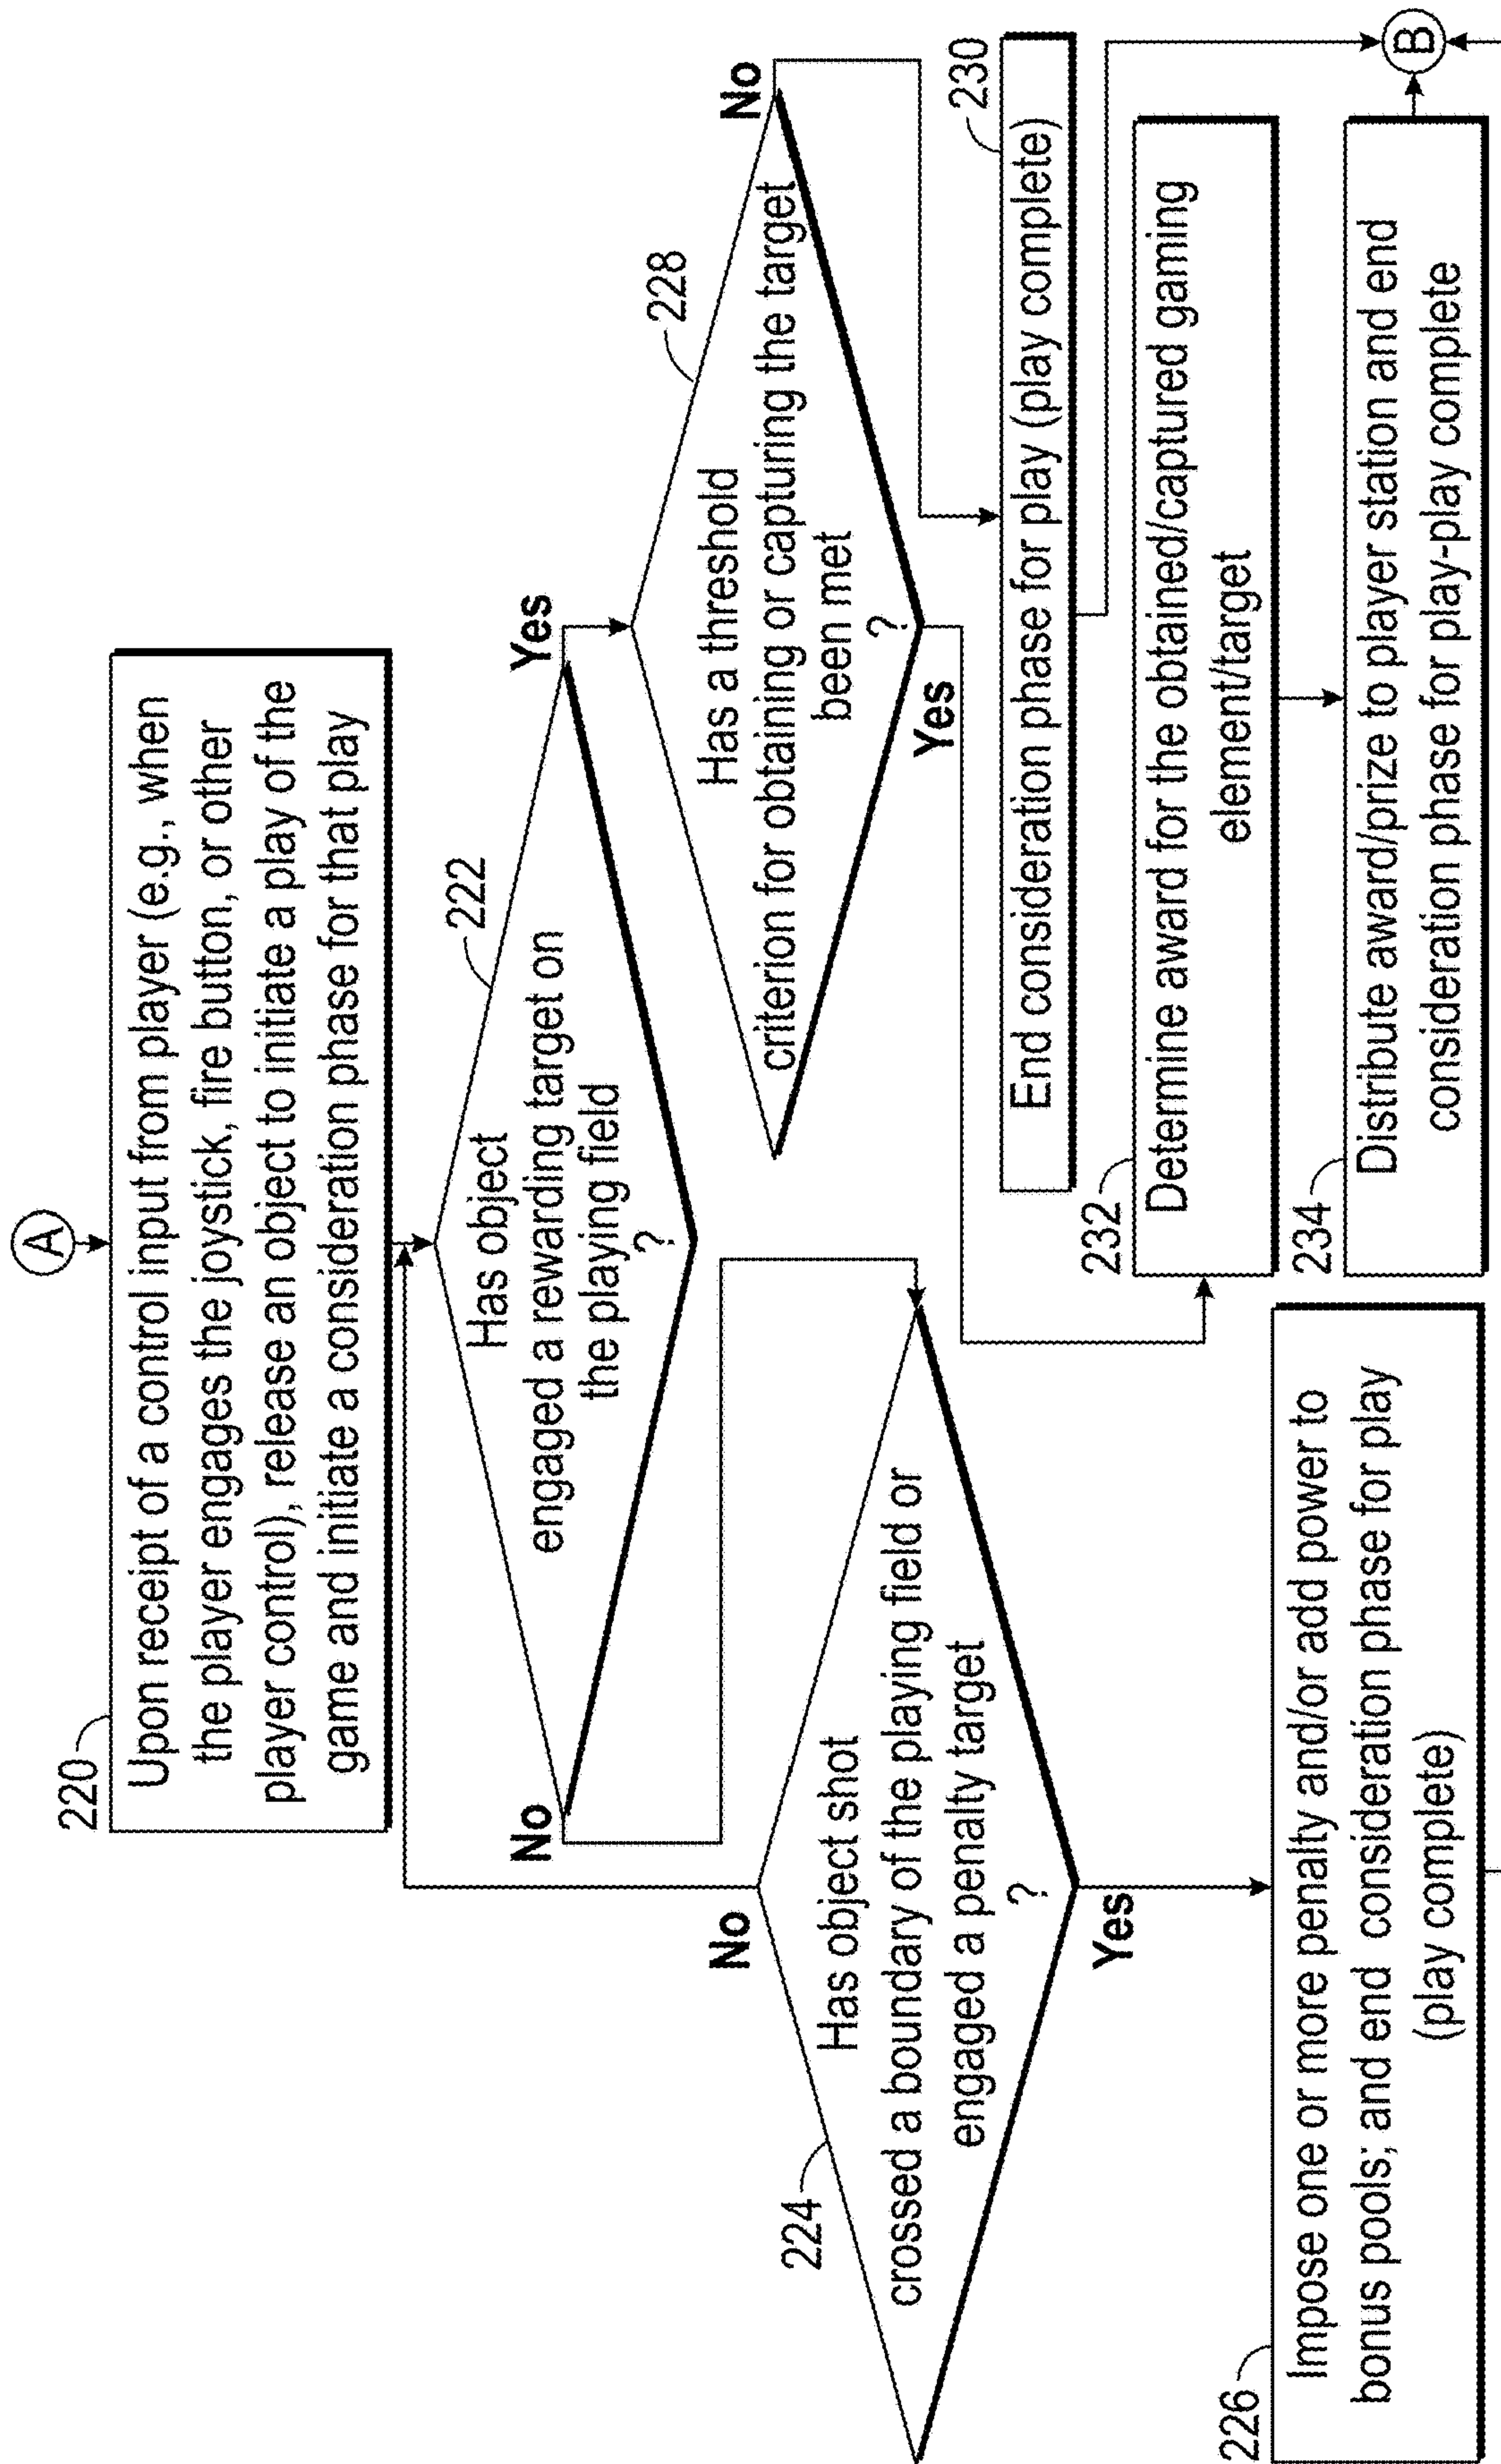 A
220
Upon receipt of a control input from player (e.g., when
the player engages the joystick, fire button, or other
player control), release an object to initiate a play of the
game and initiate a consideration phase for that play
222
Has object
engaged a rewarding target on
the playing field
?
No
Yes
224
Has object shot
crossed a boundary of the playing field or
engaged a penalty target
?
No
Yes
228
Has a threshold
criterion for obtaining or capturing the target
been met
?
No
Yes
230
End consideration phase for play (play complete)
232
Determine award for the obtained/captured gaming
element/target
226
Impose one or more penalty and/or add power to
bonus pools; and end consideration phase for play
(play complete)
234
Distribute award/prize to player station and end
consideration phase for play-play complete
B